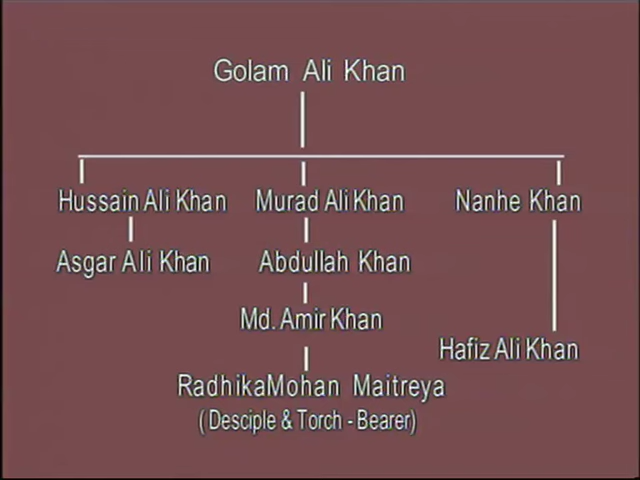 Golam Ali Khan
Hussain Ali Khan Murad Ali Khan Nanhe Khan
Asgar Ali Khan Abdullah Khan
Md. Amir Khan
Hafiz Ali Khan
RadhikaMohan Maitreya
( Desciple & Torch - Bearer)